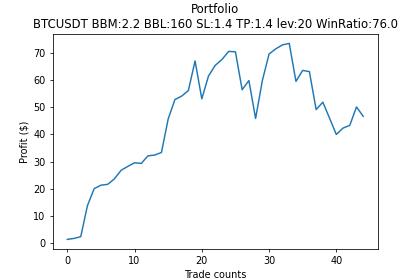 Portfolio
BTCUSDT BBM:2.2 BBL:160 SL:1.4 TP:1.4 lev:20 WinRatio:76.0
70
60
50
40
30
20
10
0
Profit ($)
0 10 20 30 40
Trade counts